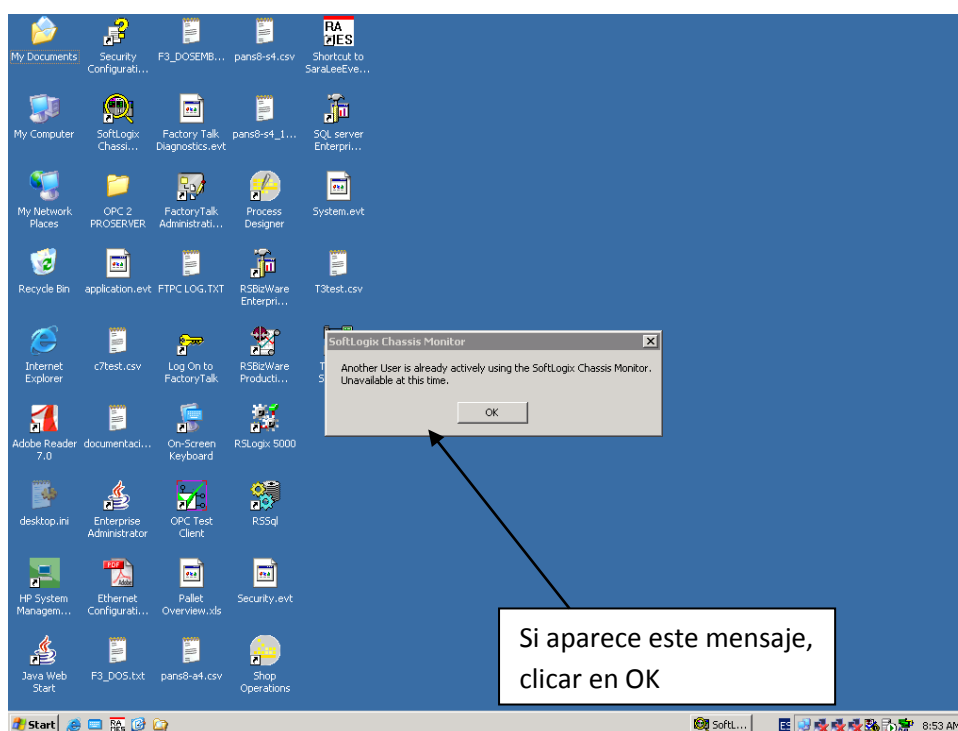 My Documents
Security
Configurati...
F3_DOSEMB...
pans8-s4.csv
RA
JES
Shortcut to
SaraLeeEve...
My Computer
SoftLogix
Chassi...
Factory Talk
Diagnostics.evt
pans8-s4_1...
SQL server
Enterpri...
My Network
Places
OPC 2
PROSERVER
FactoryTalk
Administrati...
Process
Designer
System.evt
Recycle Bin
application.evt
FTPC LOG.TXT
RSBizWare
Enterpri...
T3test.csv
Internet
Explorer
c7test.csv
Log On to
FactoryTalk
RSBizWare
Producti...
SoftLogix Chassis Monitor
Another User is already actively using the SoftLogix Chassis Monitor.
Unavailable at this time.
OK
Adobe Reader
7.0
documentaci...
On-Screen
Keyboard
RSLogix 5000
desktop.ini
Enterprise
Administrator
OPC Test
Client
RSSql
HP System
Managem...
Ethernet
Configurati...
Pallet
Overview.xls
Security.evt
Java Web
Start
F3_DOS.txt
pans8-a4.csv
Shop
Operations
Si aparece este mensaje,
clicar en OK
Start
SoftL...
ES
8:53 AM